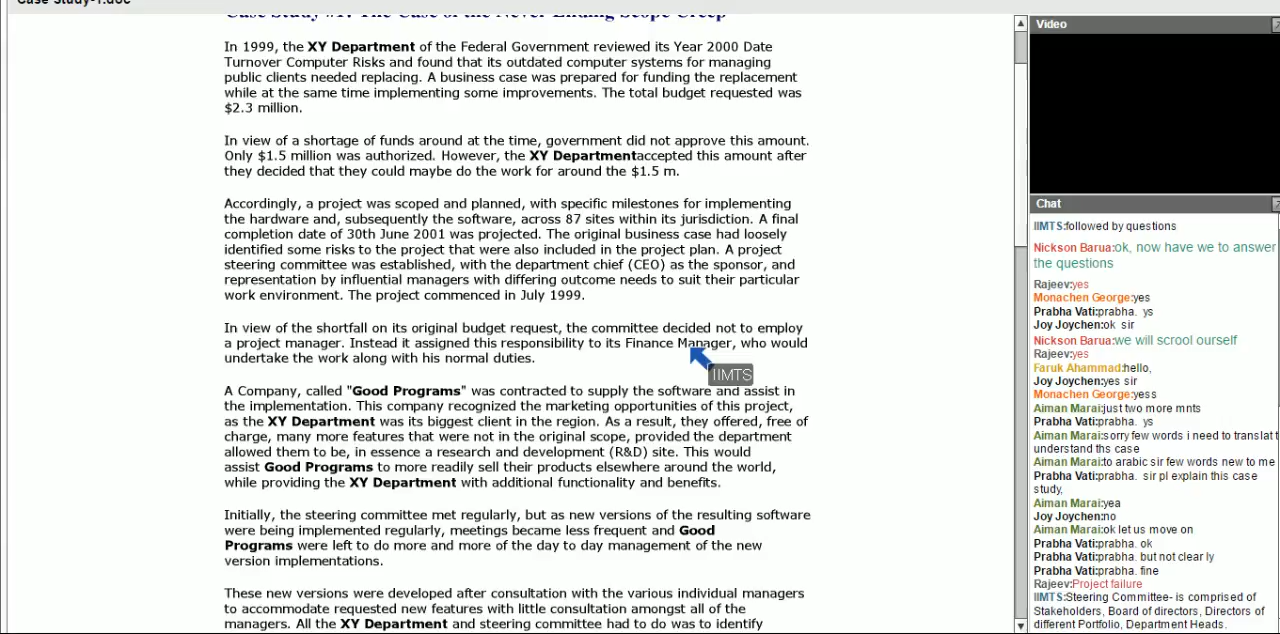 Case Study-1.doc
Case Study #1: The Case of the Never Ending Scope Creep
In 1999, the XY Department of the Federal Government reviewed its Year 2000 Date
Turnover Computer Risks and found that its outdated computer systems for managing
public clients needed replacing. A business case was prepared for funding the replacement
while at the same time implementing some improvements. The total budget requested was
$2.3 million.
In view of a shortage of funds around at the time, government did not approve this amount.
Only $1.5 million was authorized. However, the XY Departmentaccepted this amount after
they decided that they could maybe do the work for around the $1.5 m.
Accordingly, a project was scoped and planned, with specific milestones for implementing
the hardware and, subsequently the software, across 87 sites within its jurisdiction. A final
completion date of 30th June 2001 was projected. The original business case had loosely
identified some risks to the project that were also included in the project plan. A project
steering committee was established, with the department chief (CEO) as the sponsor, and
representation by influential managers with differing outcome needs to suit their particular
work environment. The project commenced in July 1999.
In view of the shortfall on its original budget request, the committee decided not to employ
a project manager. Instead it assigned this responsibility to its Finance Manager, who would
undertake the work along with his normal duties.
IIMTS
A Company, called "Good Programs" was contracted to supply the software and assist in
the implementation. This company recognized the marketing opportunities of this project,
as the XY Department was its biggest client in the region. As a result, they offered, free of
charge, many more features that were not in the original scope, provided the department
allowed them to be, in essence a research and development (R&D) site. This would
assist Good Programs to more readily sell their products elsewhere around the world,
while providing the XY Department with additional functionality and benefits.
Initially, the steering committee met regularly, but as new versions of the resulting software
were being implemented regularly, meetings became less frequent and Good
Programs were left to do more and more of the day to day management of the new
version implementations.
These new versions were developed after consultation with the various individual managers
to accommodate requested new features with little consultation amongst all of the
managers. All the XY Department and steering committee had to do was to identify
Video
Chat
IIMTS:followed by questions
Nickson Barua:ok, now have we to answer
the questions
Rajeev:yes
Monachen George:yes
Prabha Vati:prabha. ys
Joy Joychen:ok sir
Nickson Barua:we will scrool ourself
Rajeev:yes
Faruk Ahammad:hello,
Joy Joychen:yes sir
Monachen George:yess
Aiman Marai:just two more mnts
Prabha Vati:prabha. ys
Aiman Marai:sorry few words i need to translat t
understand ths case
Aiman Marai:to arabic sir few words new to me
Prabha Vati:prabha. sir pl explain this case
study,
Aiman Marai:yea
Joy Joychen:no
Aiman Marai:ok let us move on
Prabha Vati:prabha. ok
Prabha Vati:prabha. but not clear ly
Prabha Vati:prabha. fine
Rajeev:Project failure
IIMTS:Steering Committee- is comprised of
Stakeholders, Board of directors, Directors of
different Portfolio, Department Heads.